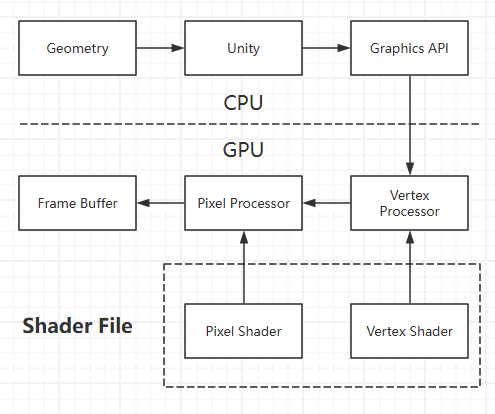 Geometry
Unity
Graphics API
CPU
GPU
Frame Buffer
Pixel Processor
Vertex
Processor
Shader File
Pixel Shader
Vertex Shader